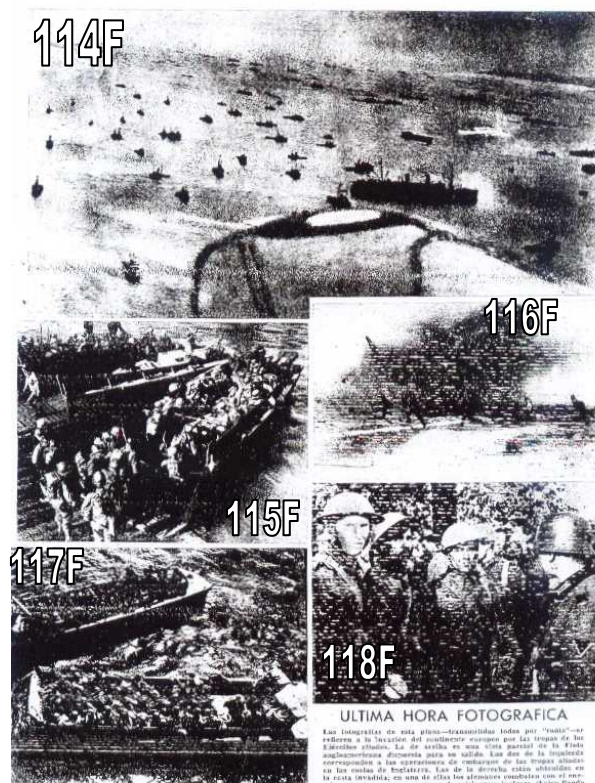 114F
116F
115F
117F
118F
ULTIMA HORA FOTOGRAFICA
Las fotografías de esta plana—transmitidas todas por "radio"—se
refieren a la invasión del continente europeo por las tropas de los
Ejércitos aliados. La de arriba es una vista parcial de la Flota
angloamericana dispuesta para su salida. Las dos de la izquierda
corresponden a las operaciones de embarque de las tropas aliadas
en las costas de Inglaterra. Las de la derecha están obtenidas en
la costa invadida; en una de ellas los alemanes combaten con el ene-